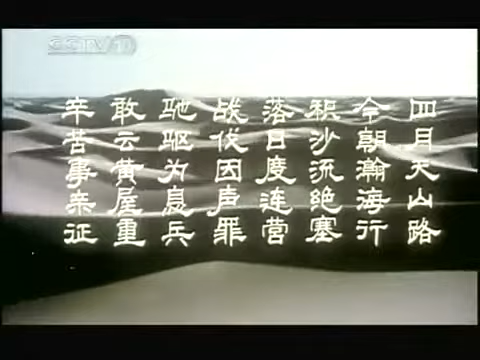 CCTV 10
四月天山路
今朝瀚海行
积沙流绝塞
落日度连营
战伐因声罪
驰驱为息兵
敢云黄屋重
辛苦事亲征